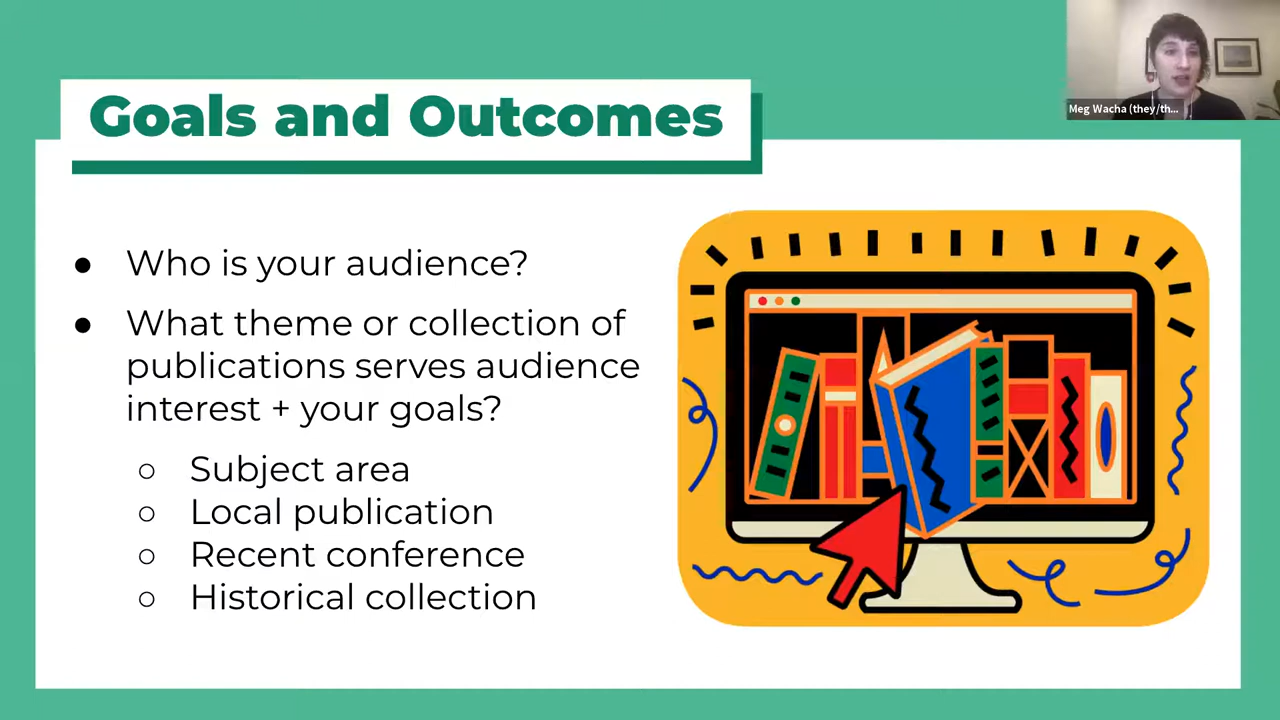 Goals and Outcomes
Meg Wacha (they/th...
● Who is your audience?
● What theme or collection of
publications serves audience
interest + your goals?
○ Subject area
○ Local publication
○ Recent conference
○ Historical collection